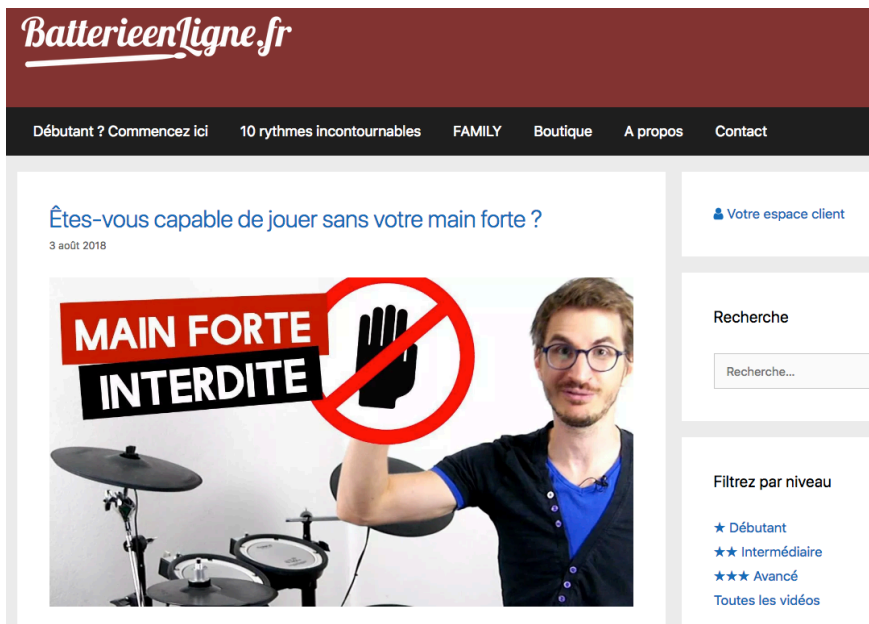 BatterieenLigne.fr
Débutant ? Commencez ici
10 rythmes incontournables
FAMILY
Boutique
A propos
Contact
Êtes-vous capable de jouer sans votre main forte ?
3 août 2018
MAIN FORTE
INTERDITE
Votre espace client
Recherche
Recherche...
Filtrez par niveau
★ Débutant
★★ Intermédiaire
★★★ Avancé
Toutes les vidéos